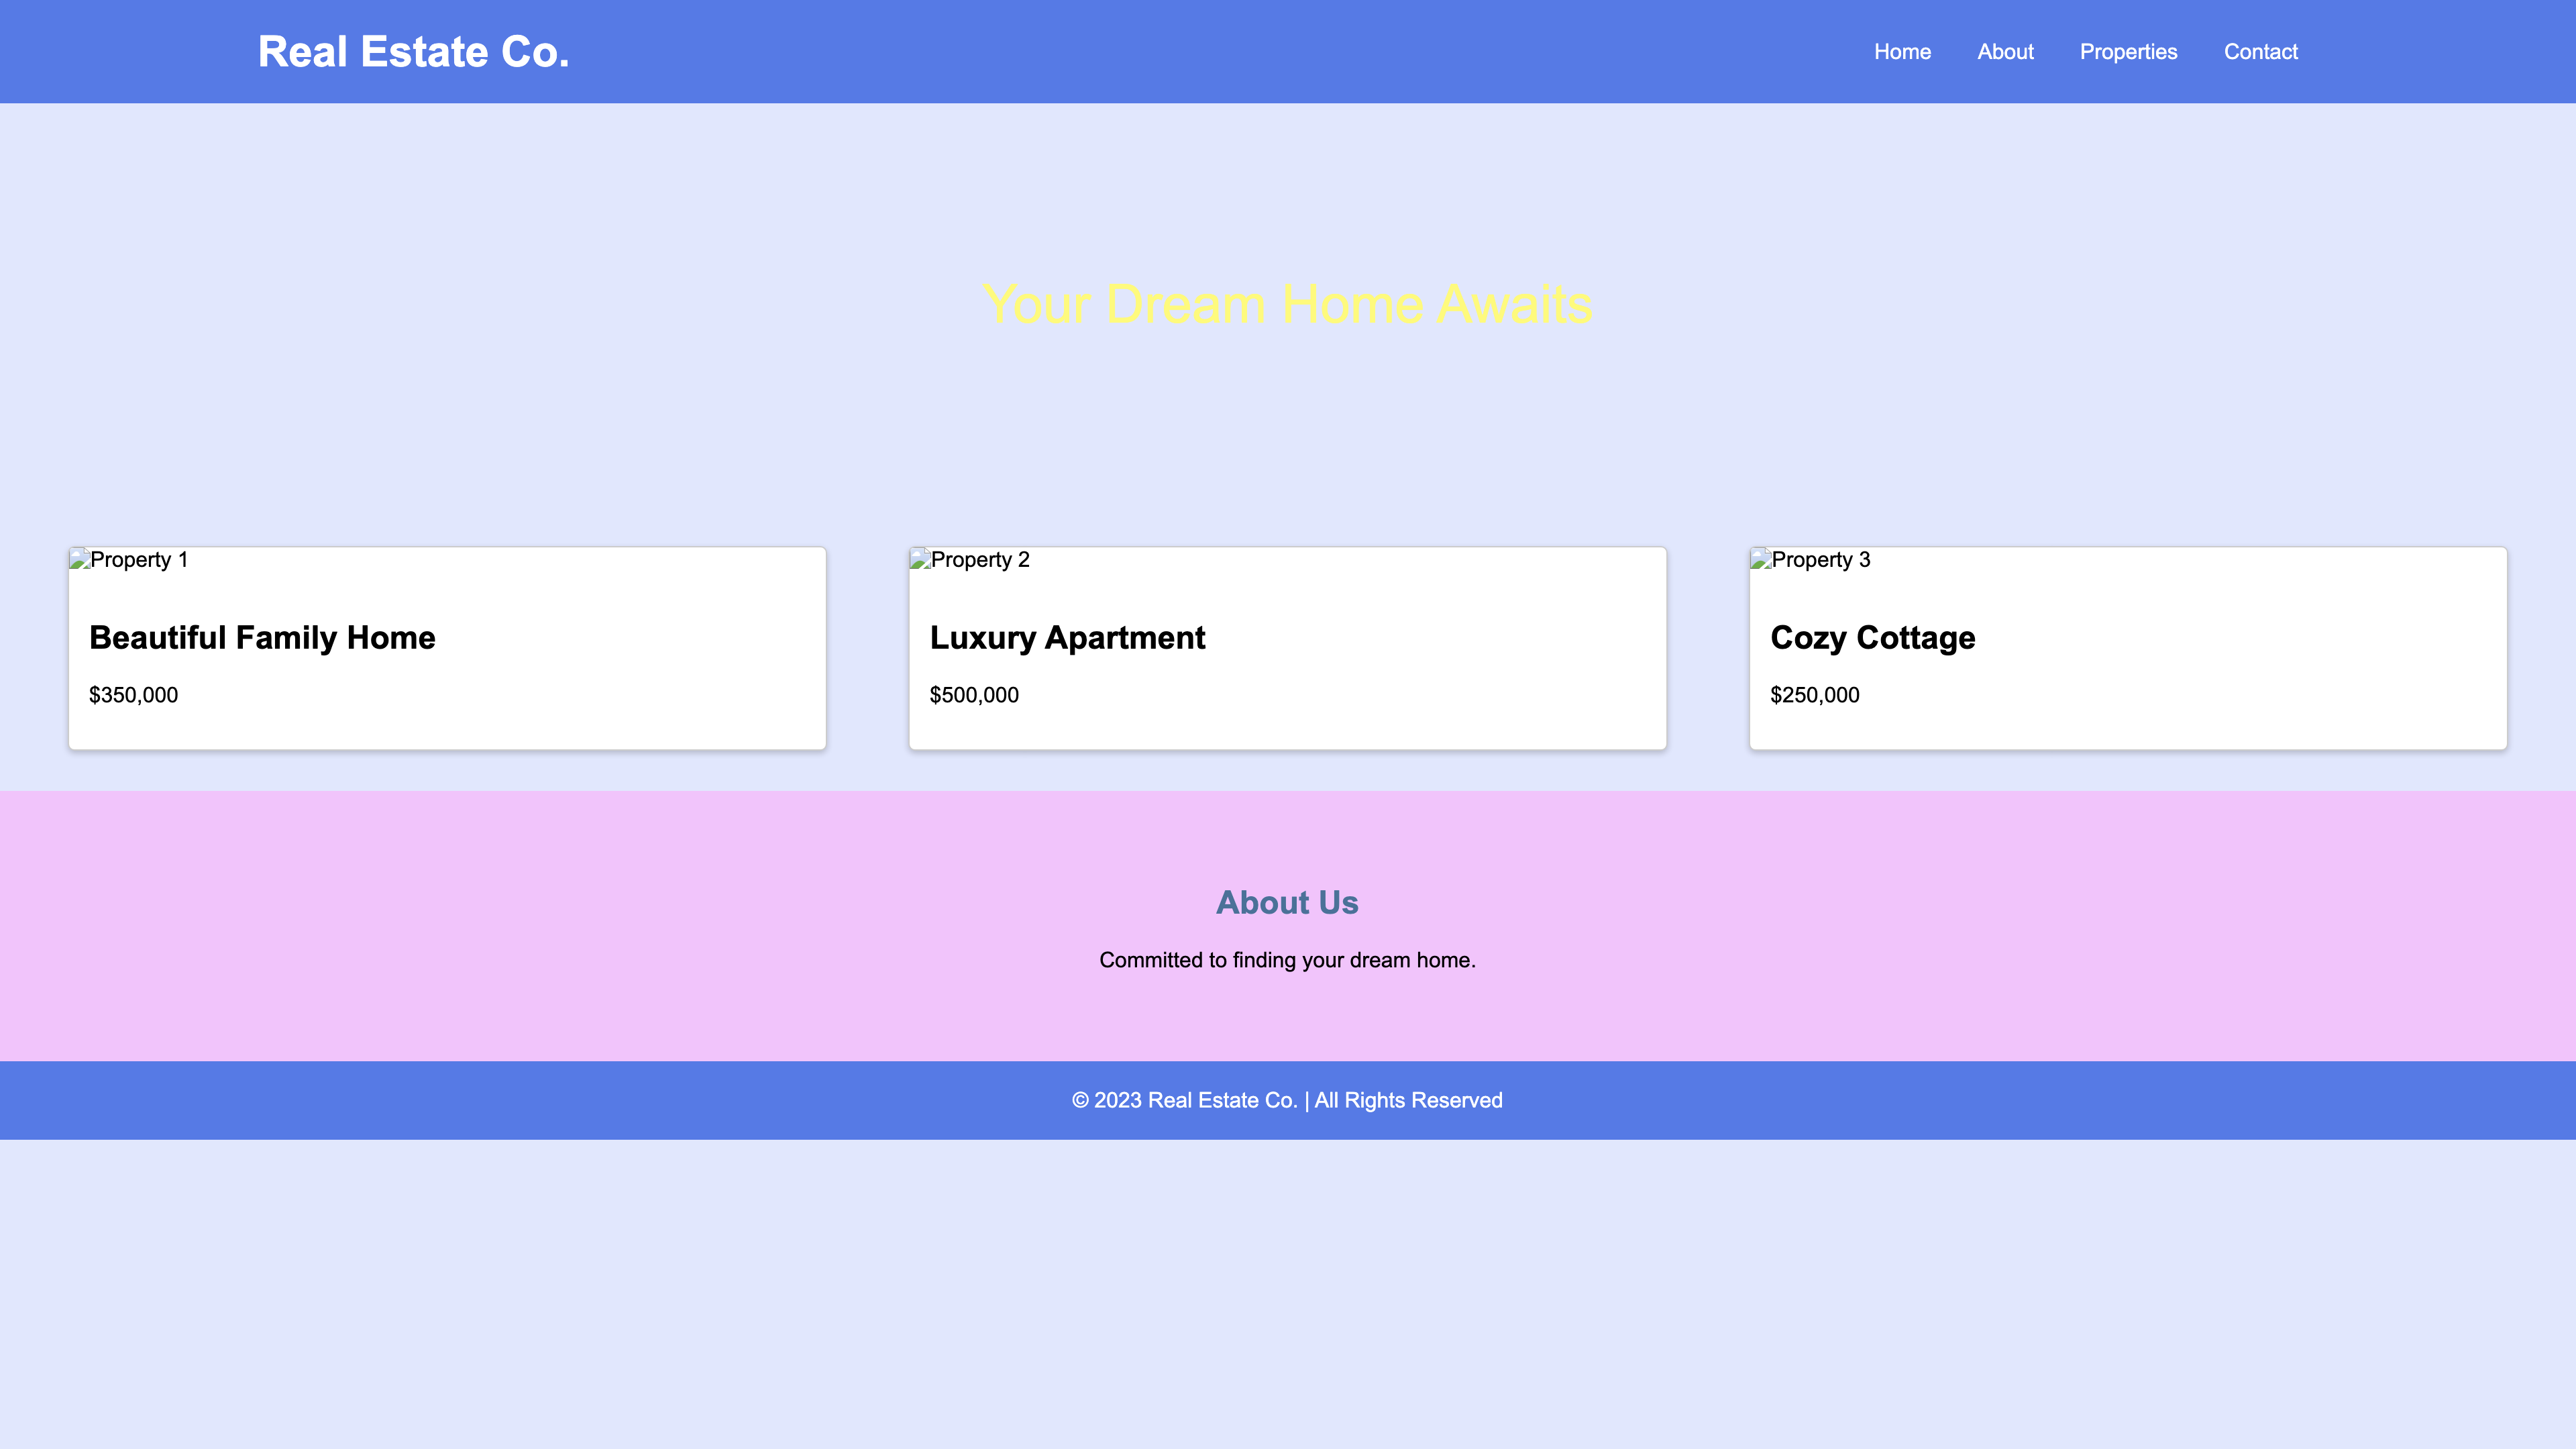 Real Estate Co.
Home About Properties Contact
Your Dream Home Awaits
Property 1
Beautiful Family Home
$350,000
Property 2
Luxury Apartment
$500,000
Property 3
Cozy Cottage
$250,000
About Us
Committed to finding your dream home.
© 2023 Real Estate Co. | All Rights Reserved